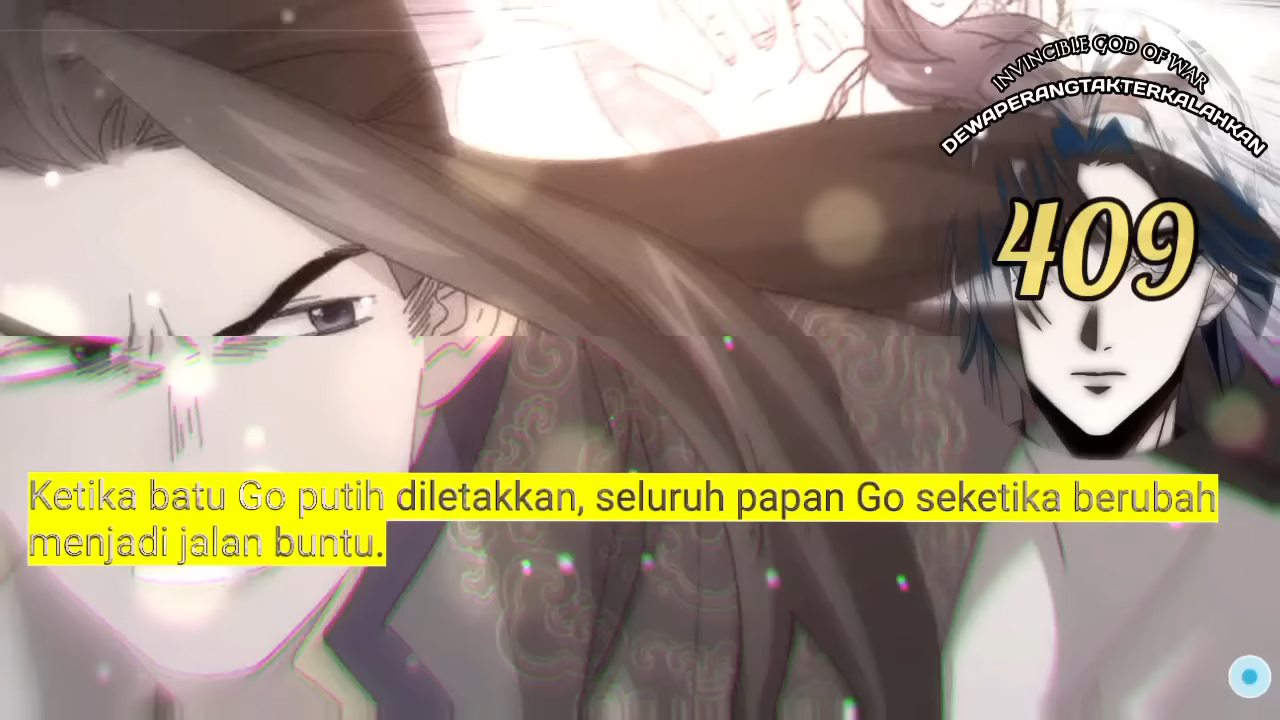 INVINCIBLE GOD OF WAR
DEWAPERANGTAKTERKALAHKAN
409
Ketika batu Go putih diletakkan, seluruh papan Go seketika berubah
menjadi jalan buntu.